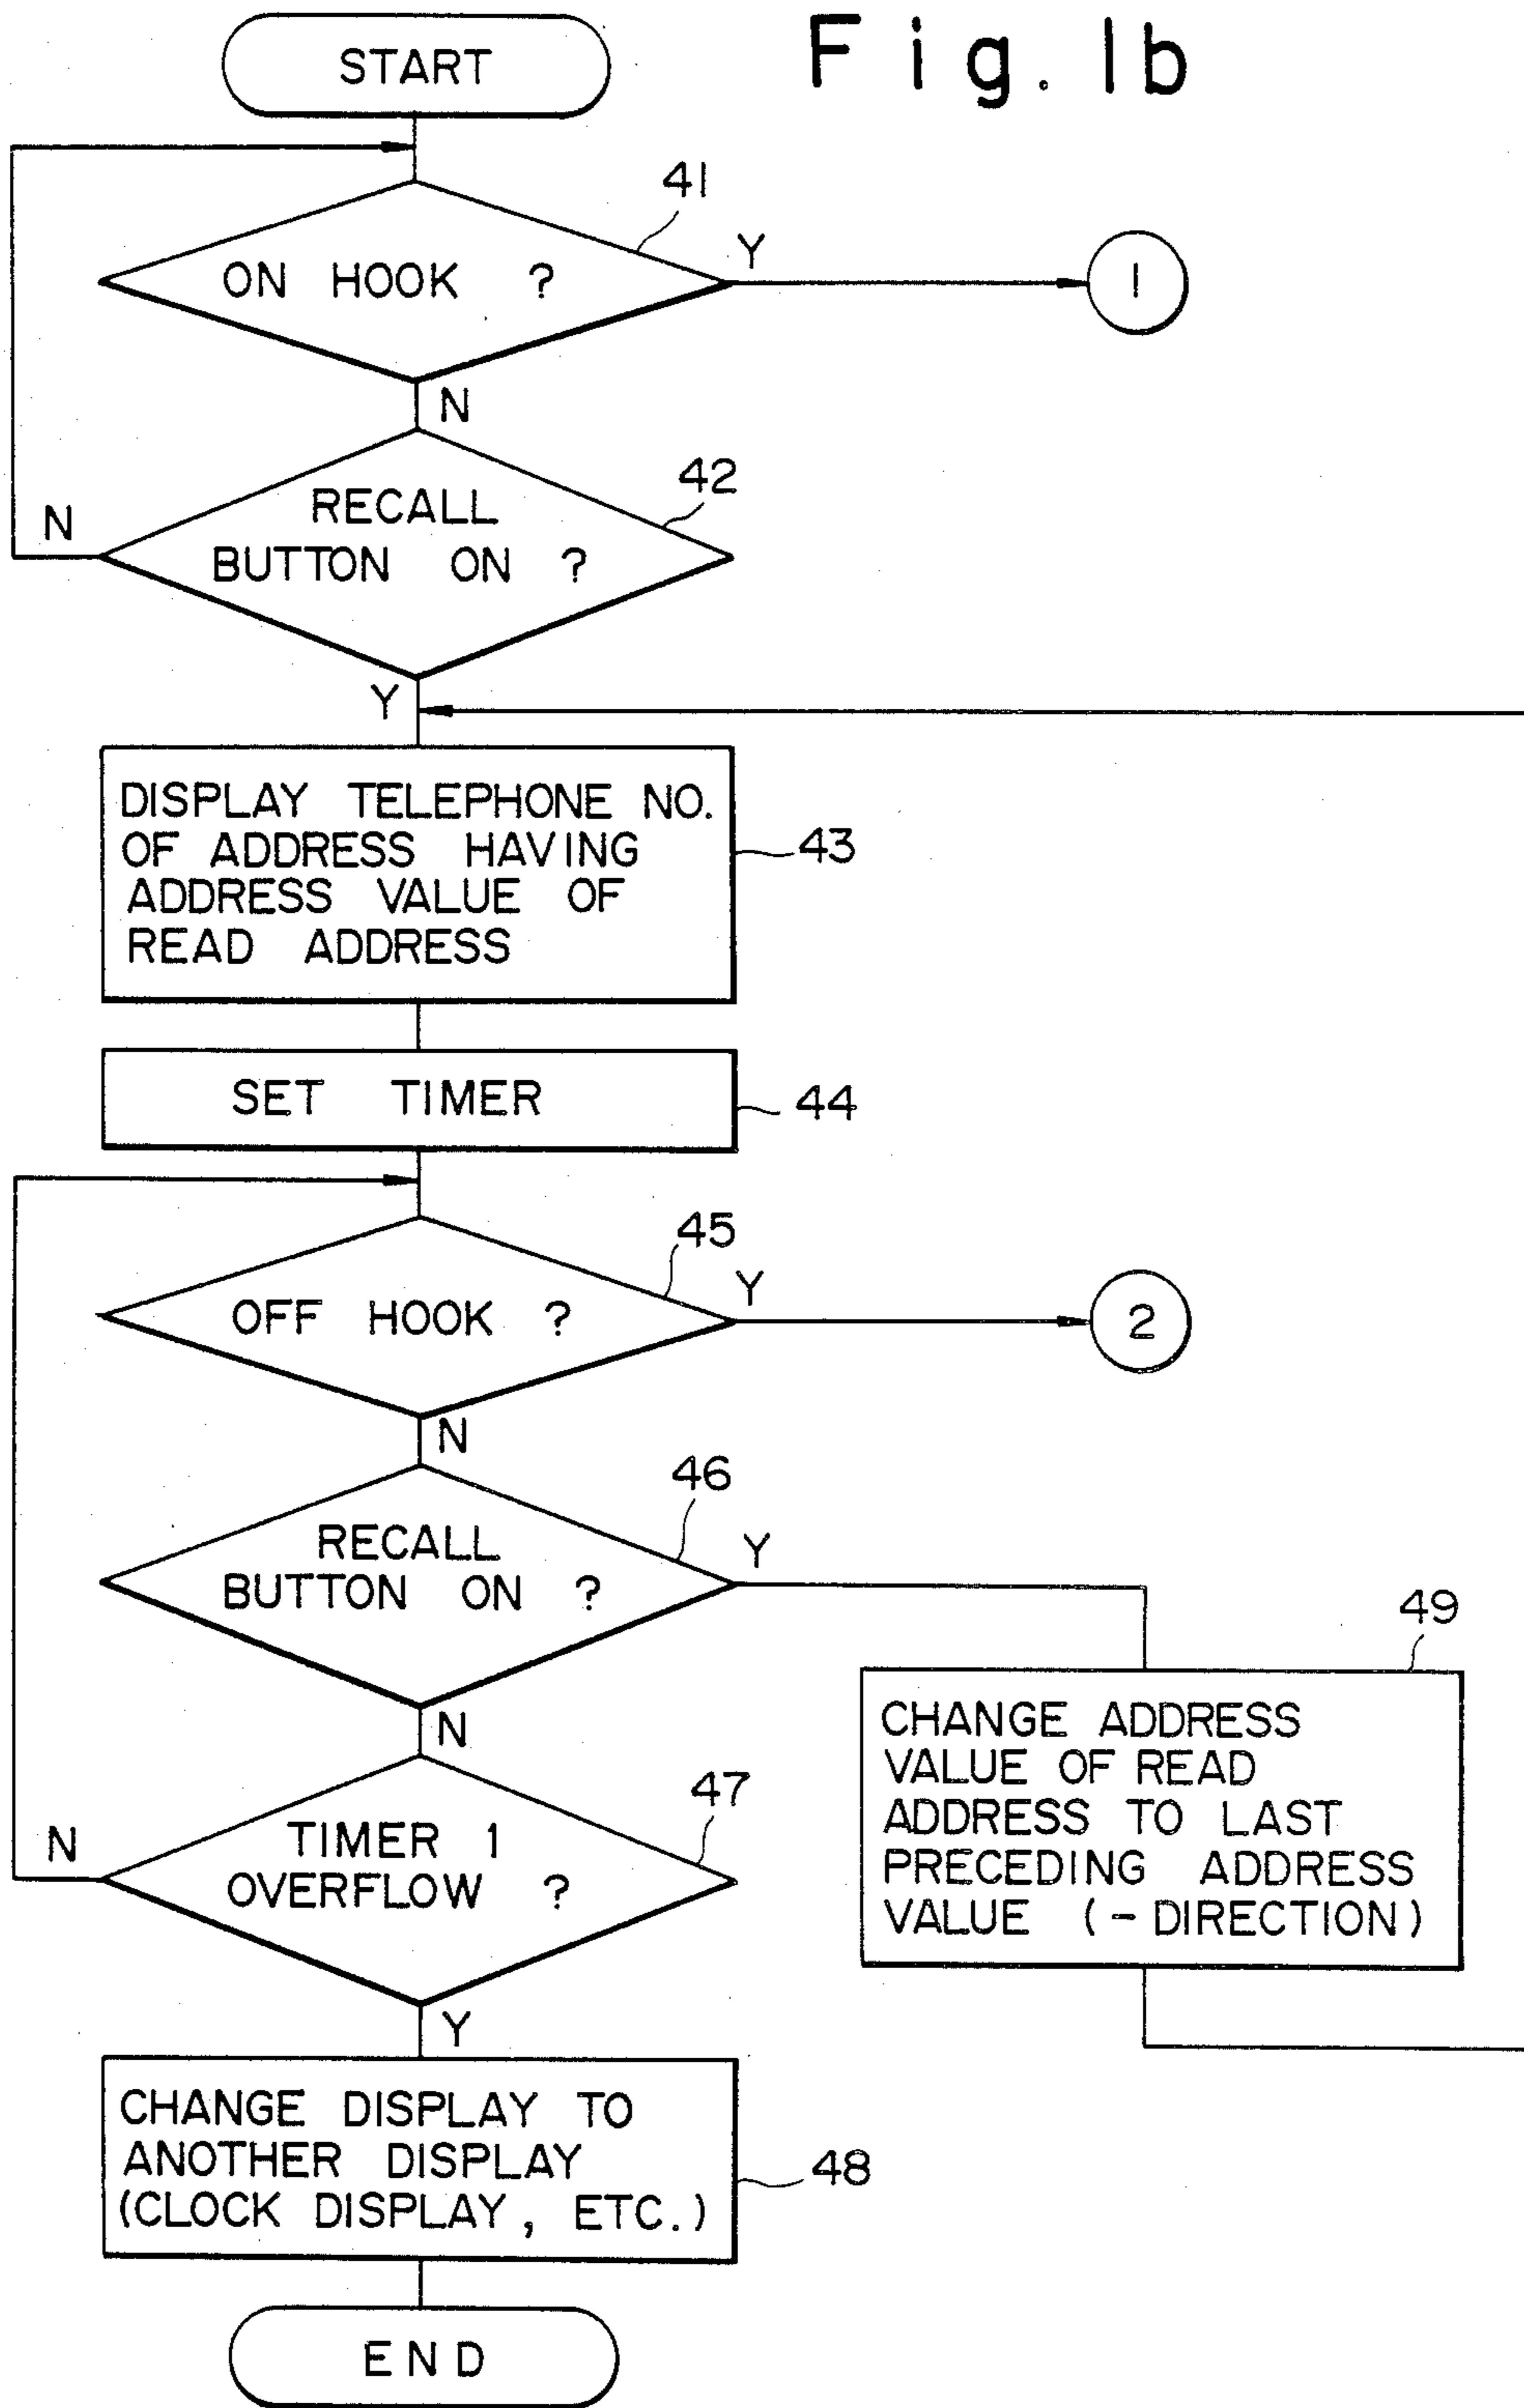 Fig. 1b
START
41
ON HOOK ?
Y
1
N
42
RECALL
BUTTON ON ?
N
Y
DISPLAY TELEPHONE NO.
OF ADDRESS HAVING
ADDRESS VALUE OF
READ ADDRESS
43
SET TIMER
44
45
OFF HOOK ?
Y
2
N
46
RECALL
BUTTON ON ?
Y
N
49
CHANGE ADDRESS
VALUE OF READ
ADDRESS TO LAST
PRECEDING ADDRESS
VALUE (- DIRECTION)
47
TIMER 1
OVERFLOW ?
N
Y
CHANGE DISPLAY TO
ANOTHER DISPLAY
(CLOCK DISPLAY, ETC.)
48
END